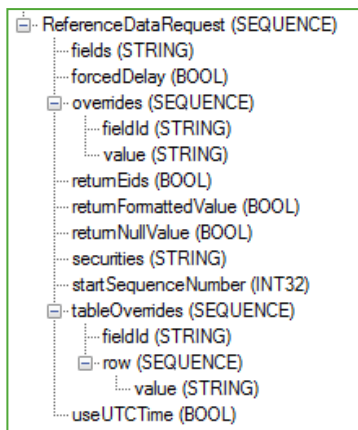 ReferenceDataRequest (SEQUENCE)
fields (STRING)
forcedDelay (BOOL)
overrides (SEQUENCE)
fieldId (STRING)
value (STRING)
returnEids (BOOL)
returnFormattedValue (BOOL)
returnNullValue (BOOL)
securities (STRING)
startSequenceNumber (INT32)
tableOverrides (SEQUENCE)
fieldId (STRING)
row (SEQUENCE)
value (STRING)
useUTCTime (BOOL)